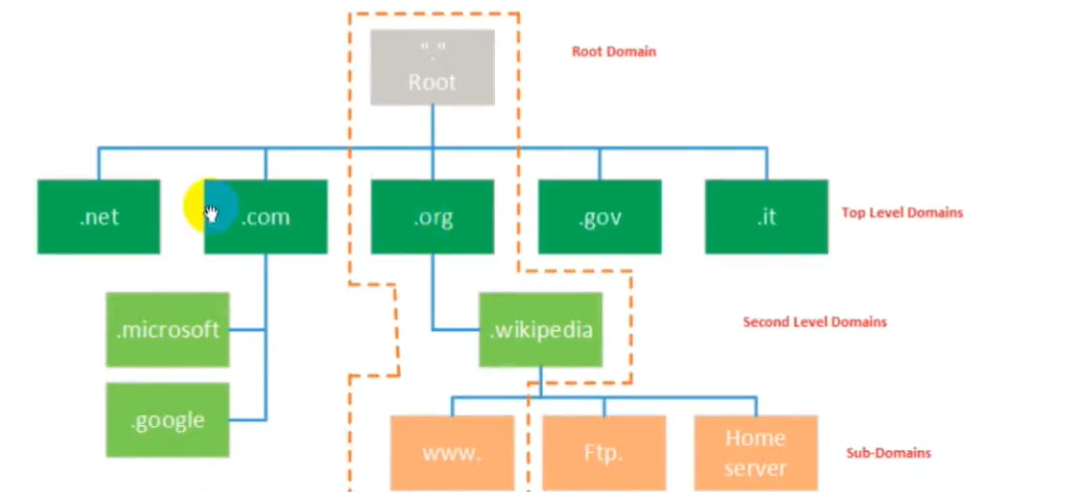 "."
Root
Root Domain
.net
.com
.org
.gov
.it
Top Level Domains
.microsoft
.wikipedia
Second Level Domains
.google
www.
Ftp.
Home
server
Sub-Domains